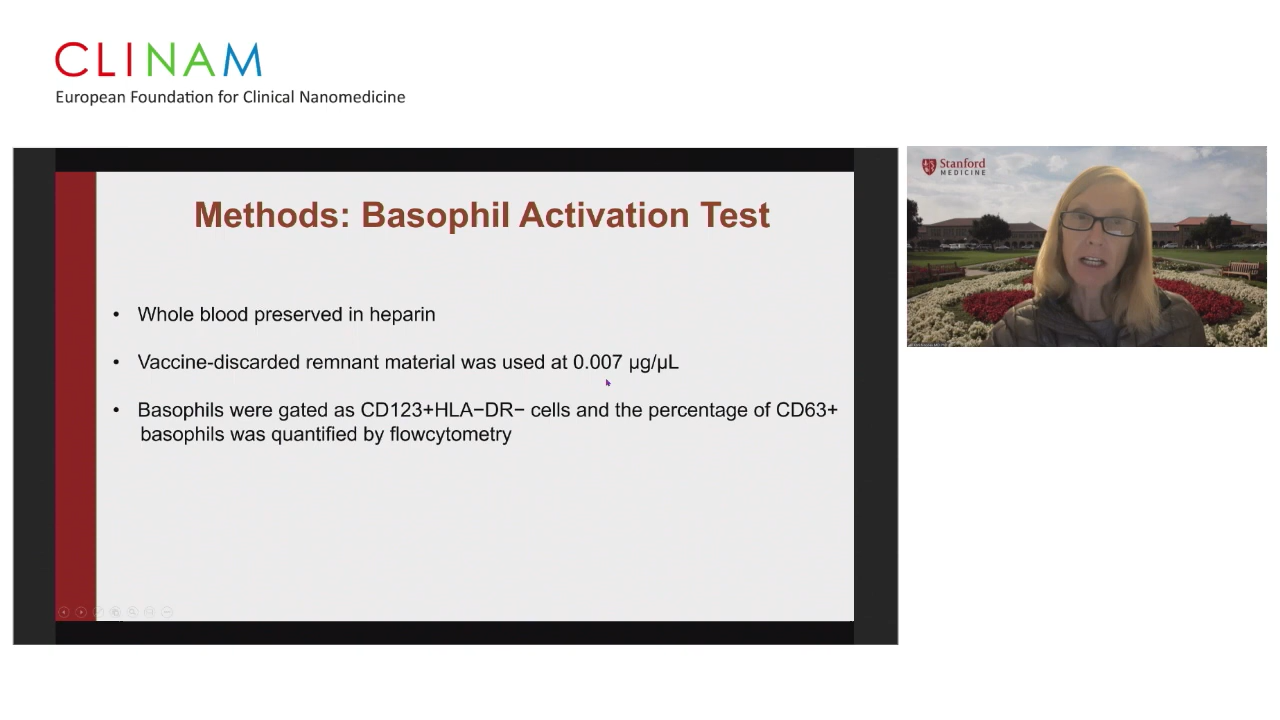 CLINAM
European Foundation for Clinical Nanomedicine
Methods: Basophil Activation Test
• Whole blood preserved in heparin
• Vaccine-discarded remnant material was used at 0.007 µg/µL
• Basophils were gated as CD123+HLA−DR− cells and the percentage of CD63+
basophils was quantified by flowcytometry
Stanford
MEDICINE